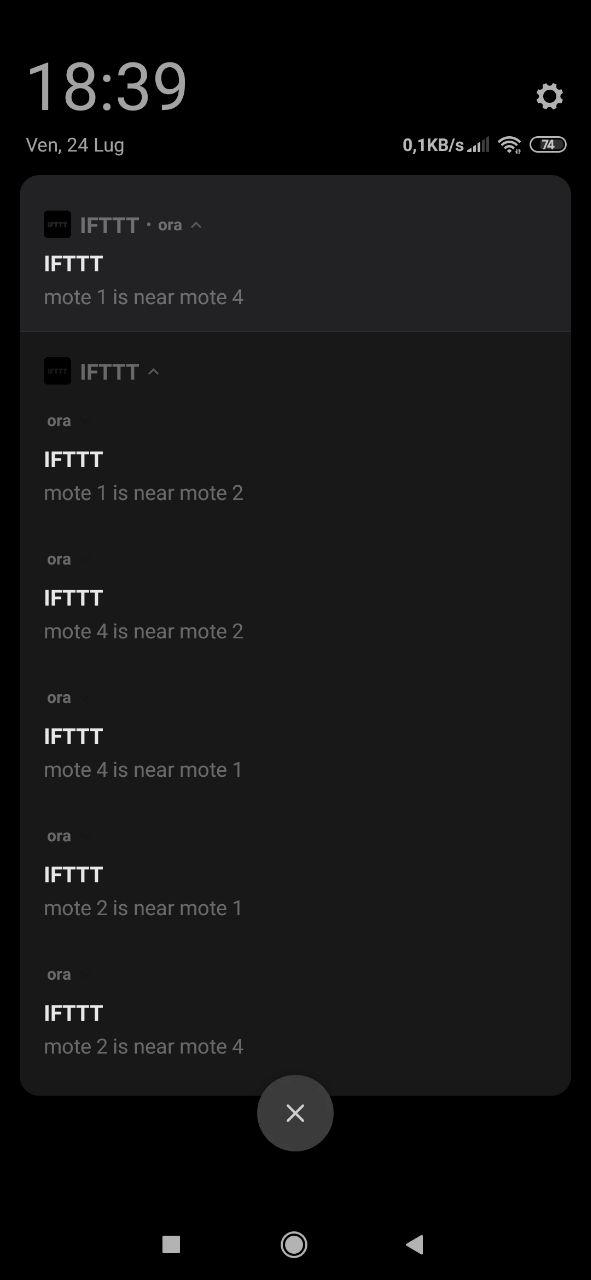 18:39
Ven, 24 Lug
0,1KB/s 74
IFTTT • ora
IFTTT
mote 1 is near mote 4
IFTTT
ora
IFTTT
mote 1 is near mote 2
ora
IFTTT
mote 4 is near mote 2
ora
IFTTT
mote 4 is near mote 1
ora
IFTTT
mote 2 is near mote 1
ora
IFTTT
mote 2 is near mote 4